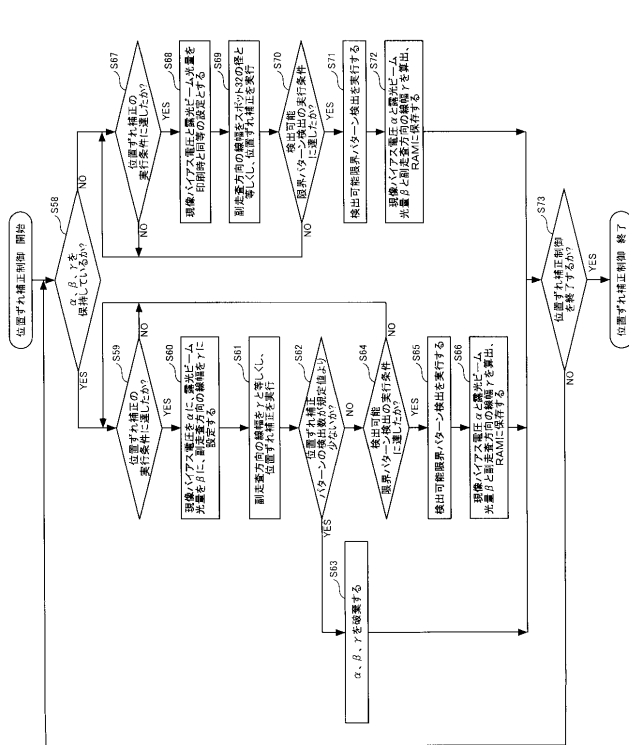 位置ずれ補正制御 開始
S58
α、β、γを
保持しているか?
YES
NO
S59
位置ずれ補正の
実行条件に達したか?
NO
YES
S60
現像バイアス電圧をαに、露光ビーム
光量をβに、副走査方向の線幅をγに
設定する
S61
副走査方向の線幅をγと等しくし、
位置ずれ補正を実行
S62
位置ずれ補正
パターンの検出数が規定値より
少ないか?
YES
NO
S63
α、β、γを破棄する
S64
検出可能
限界パターン検出の実行条件
に達したか?
NO
YES
S65
検出可能限界パターン検出を実行する
S66
現像バイアス電圧αと露光ビーム
光量βと副走査方向の線幅γを算出、
RAMに保存する
S67
位置ずれ補正の
実行条件に達したか?
NO
YES
S68
現像バイアス電圧と露光ビーム光量を
印刷時と同等の設定とする
S69
副走査方向の線幅をスポット32の径と
等しくし、位置ずれ補正を実行
S70
検出可能
限界パターン検出の実行条件
に達したか?
NO
YES
S71
検出可能限界パターン検出を実行する
S72
現像バイアス電圧αと露光ビーム
光量βと副走査方向の線幅γを算出、
RAMに保存する
S73
位置ずれ補正制御
を終了するか?
NO
YES
位置ずれ補正制御 終了